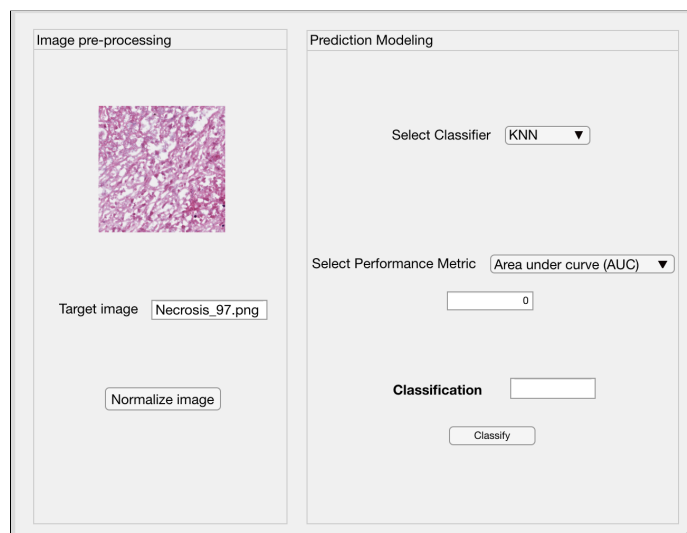 Image pre-processing
Target image Necrosis_97.png
Normalize image
Prediction Modeling
Select Classifier KNN ▼
Select Performance Metric Area under curve (AUC) ▼
0
Classification
Classify